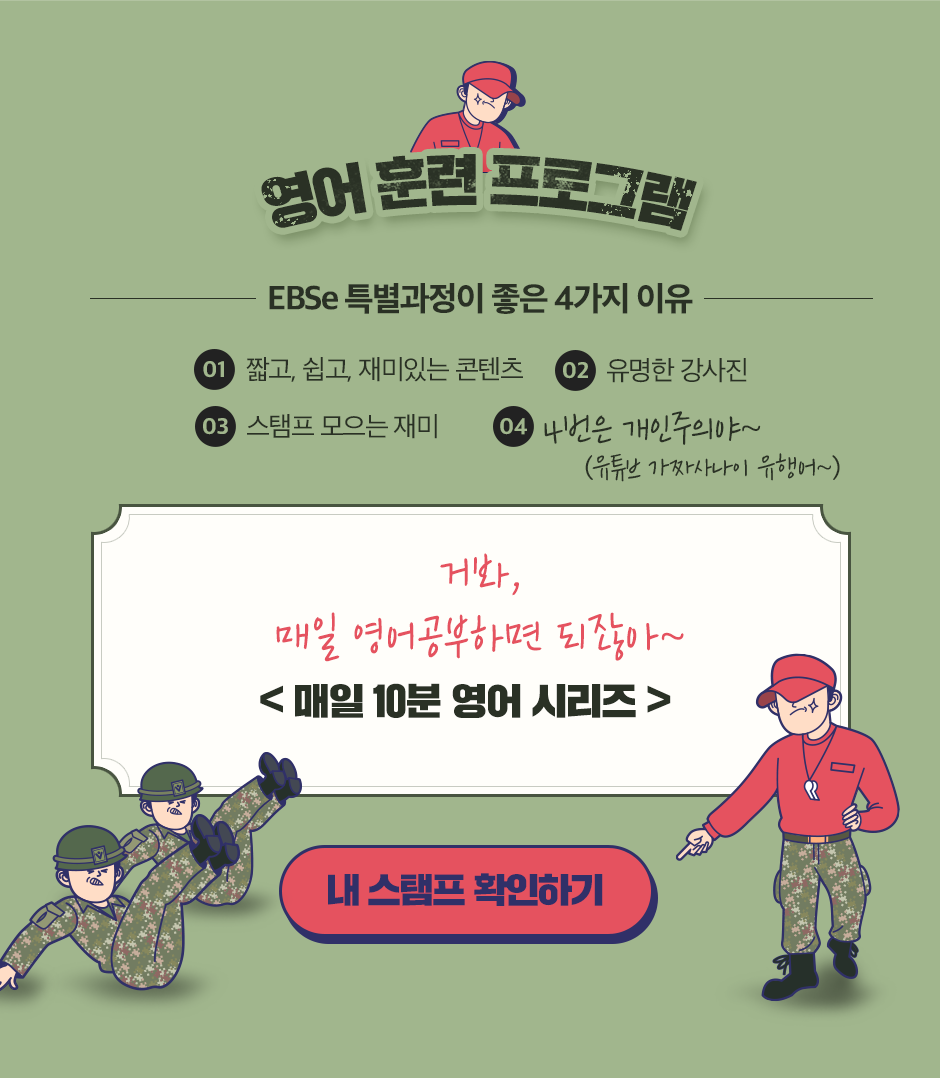 영어 훈련 프로그램
EBSe 특별과정이 좋은 4가지 이유
01 짧고, 쉽고, 재미있는 콘텐츠 02 유명한 강사진
03 스탬프 모으는 재미 04 4번은 개인주의야~
(유튜브 가짜사나이 유행어~)
거봐,
매일 영어공부하면 되잖아~
< 매일 10분 영어 시리즈 >
내 스탬프 확인하기